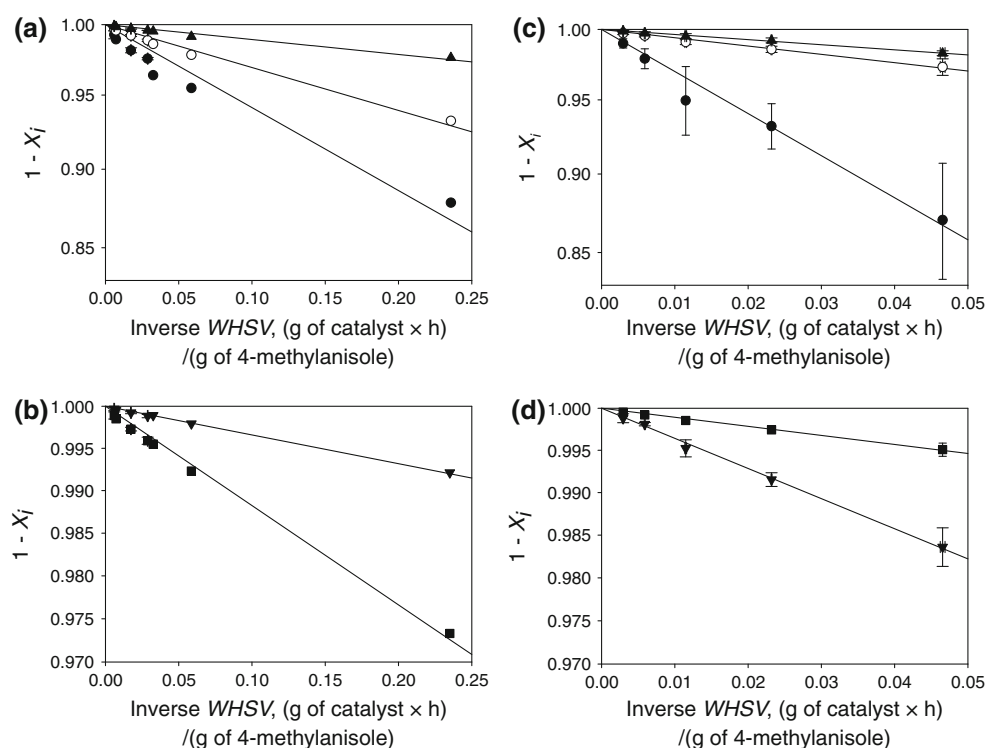 (a)
1.00
0.95
0.90
0.85
1 - Xi
0.00 0.05 0.10 0.15 0.20 0.25
Inverse WHSV, (g of catalyst × h)
/(g of 4-methylanisole)
(c)
1.00
0.95
0.90
0.85
1 - Xi
0.00 0.01 0.02 0.03 0.04 0.05
Inverse WHSV, (g of catalyst × h)
/(g of 4-methylanisole)
(b)
1.000
0.995
0.990
0.985
0.980
0.975
0.970
1 - Xi
0.00 0.05 0.10 0.15 0.20 0.25
Inverse WHSV, (g of catalyst × h)
/(g of 4-methylanisole)
(d)
1.000
0.995
0.990
0.985
0.980
0.975
0.970
1 - Xi
0.00 0.01 0.02 0.03 0.04 0.05
Inverse WHSV, (g of catalyst × h)
/(g of 4-methylanisole)